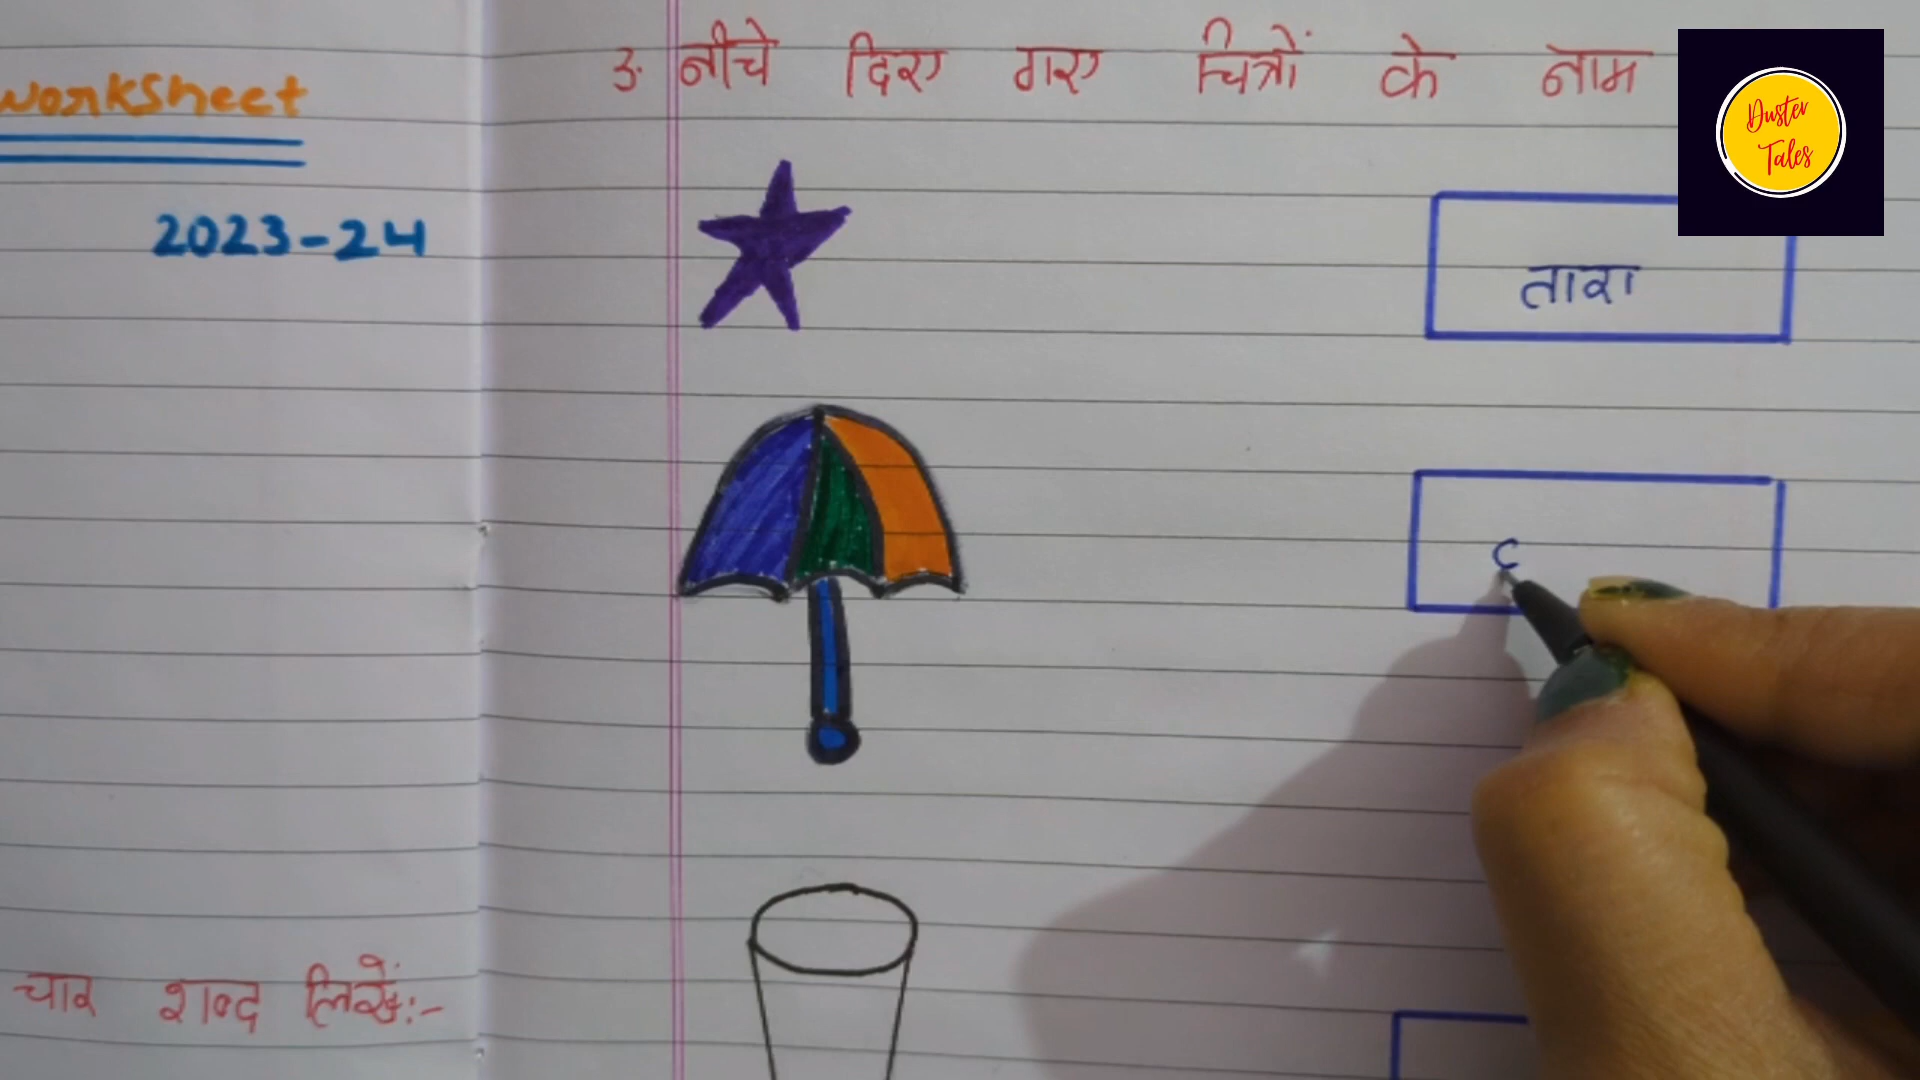 worksheet
2023-24
चार शब्द लिखें:-
3. नीचे दिए गए चित्रों के नाम
तारा
Duster
Tales